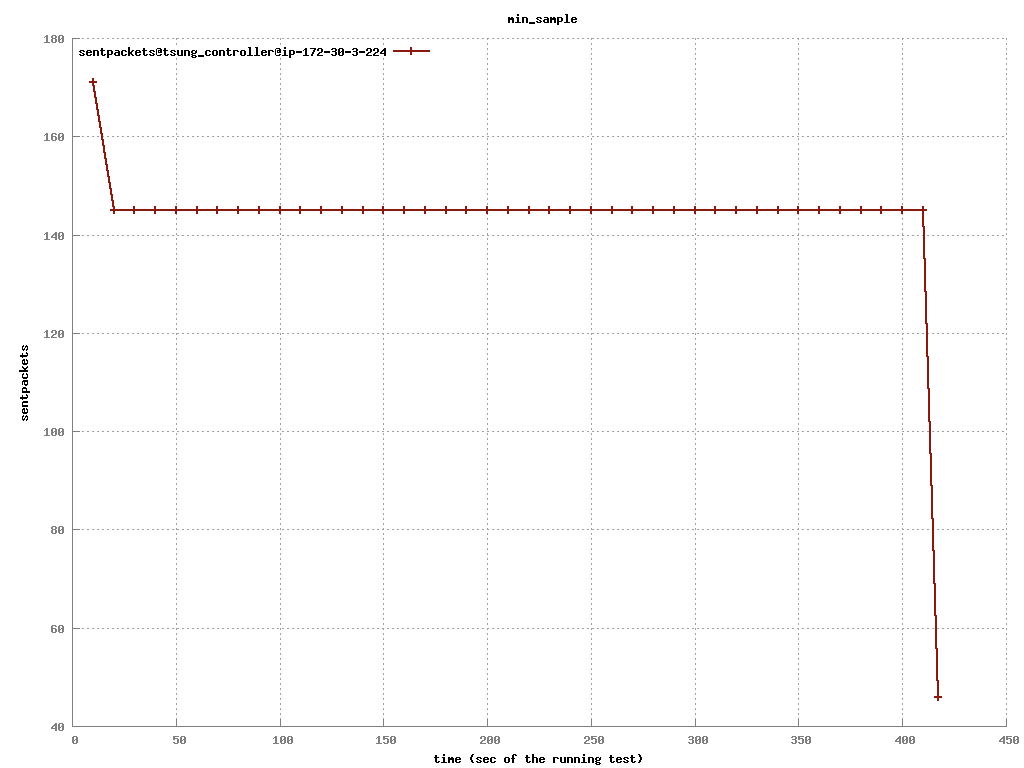 min_sample
180
sentpackets@tsung_controller@ip-172-30-3-224
160
140
120
sentpackets
100
80
60
40
0 50 100 150 200 250 300 350 400 450
time (sec of the running test)